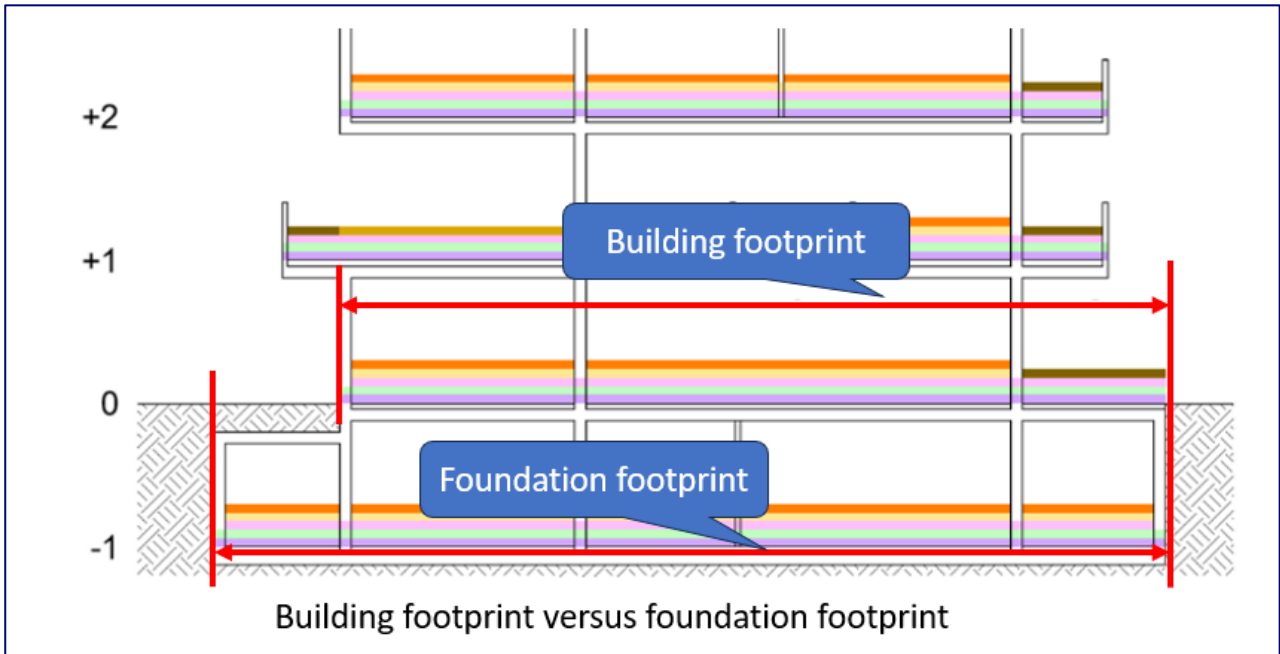 +2
Building footprint
+1
0
Foundation footprint
-1
Building footprint versus foundation footprint